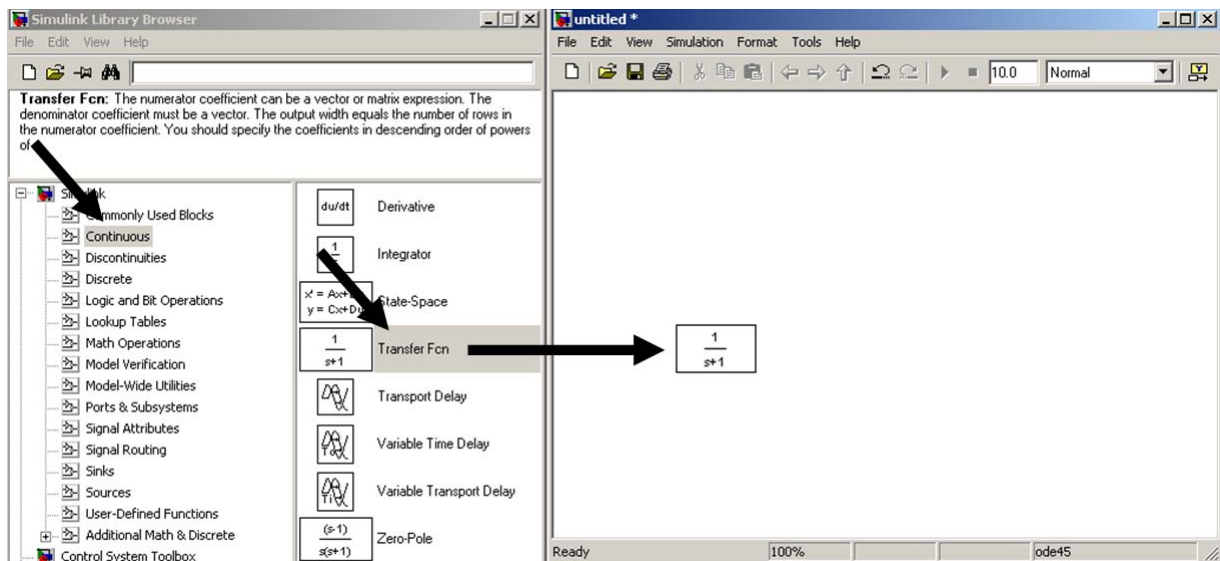 Simulink Library Browser
File Edit View Help
Transfer Fcn: The numerator coefficient can be a vector or matrix expression. The
denominator coefficient must be a vector. The output width equals the number of rows in
the numerator coefficient. You should specify the coefficients in descending order of powers
of
Commonly Used Blocks
Continuous
Discontinuities
Discrete
Logic and Bit Operations
Lookup Tables
Math Operations
Model Verification
Model-Wide Utilities
Ports & Subsystems
Signal Attributes
Signal Routing
Sinks
Sources
User-Defined Functions
Additional Math & Discrete
Control System Toolbox
du/dt Derivative
1
Integrator
x' = Ax+B
y = Cx+Du
State-Space
1
s+1
Transfer Fcn
Transport Delay
Variable Time Delay
Variable Transport Delay
(s-1)
s(s+1)
Zero-Pole
untitled *
File Edit View Simulation Format Tools Help
10.0 Normal
1
s+1
Ready 100% ode45